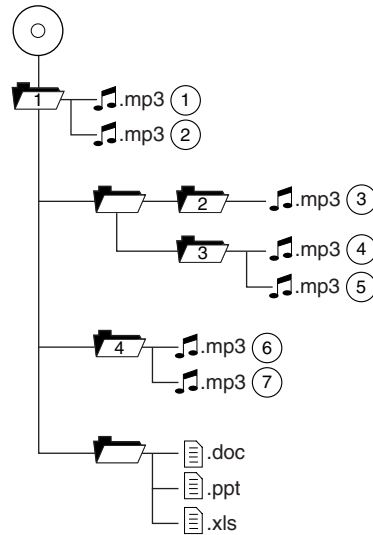 1 .mp3 1
.mp3 2
2 .mp3 3
3 .mp3 4
.mp3 5
4 .mp3 6
.mp3 7
.doc
.ppt
.xls